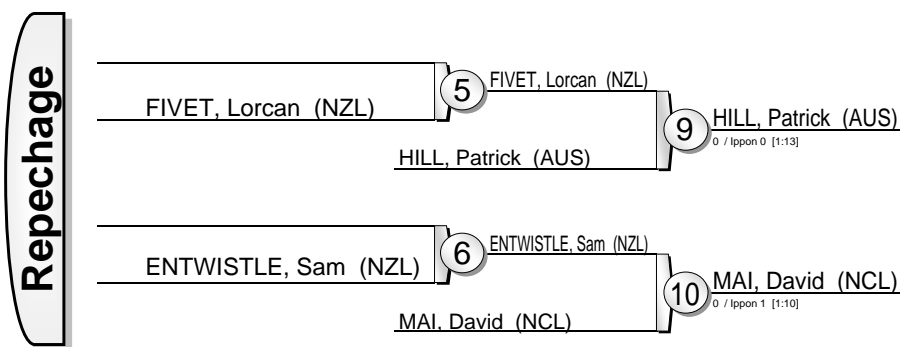 Repechage
FIVET, Lorcan (NZL)
5
FIVET, Lorcan (NZL)
HILL, Patrick (AUS)
9
HILL, Patrick (AUS)
0 / Ippon 0 [1:13]
ENTWISTLE, Sam (NZL)
6
ENTWISTLE, Sam (NZL)
MAI, David (NCL)
10
MAI, David (NCL)
0 / Ippon 1 [1:10]